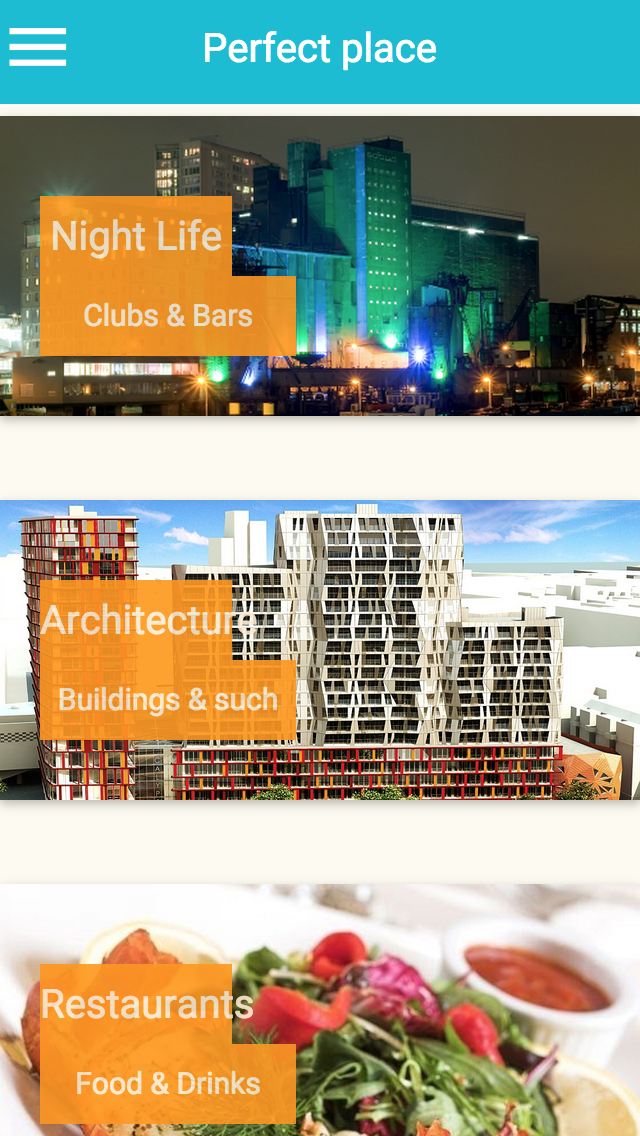 Perfect place
Night Life
Clubs & Bars
Architecture
Buildings & such
Restaurants
Food & Drinks